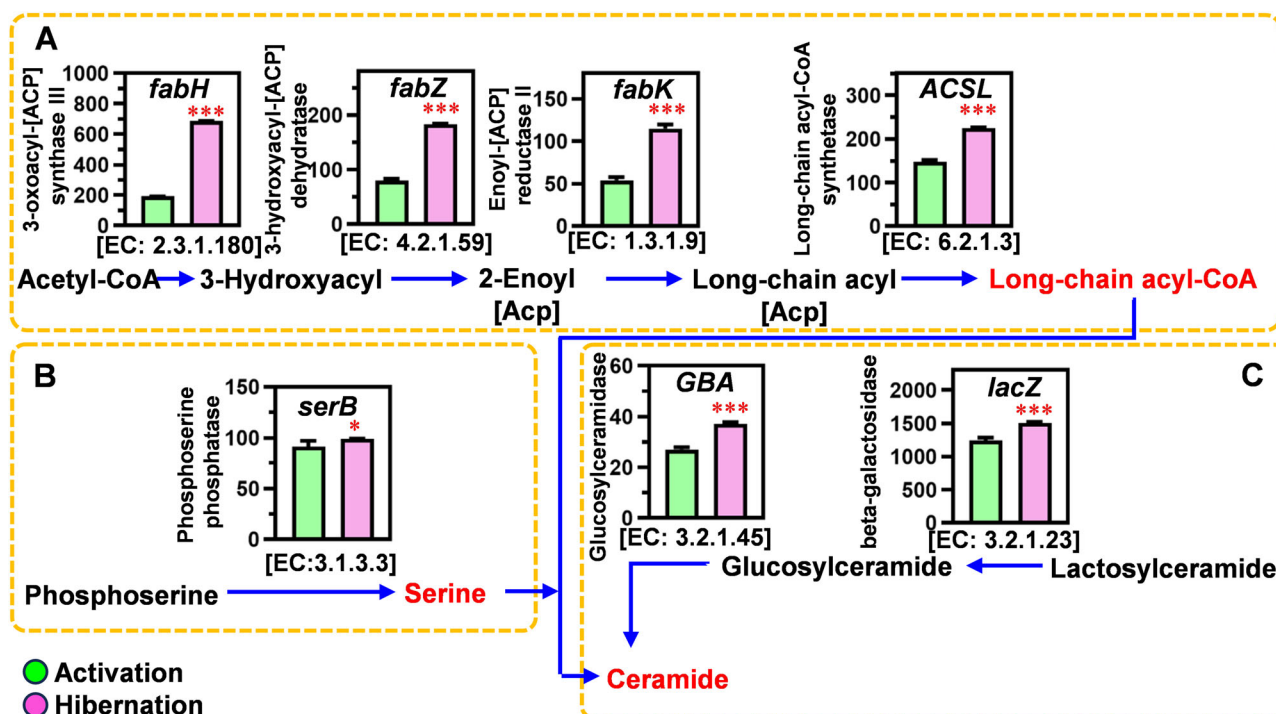 A
3-oxoacyl-[ACP]
synthase III
1000
800
600
400
200
0
fabH
***
[EC: 2.3.1.180]
3-hydroxyacyl-[ACP]
dehydratase
200
100
0
fabZ
***
[EC: 4.2.1.59]
Enoyl-[ACP]
reductase II
150
100
50
0
fabK
***
[EC: 1.3.1.9]
Long-chain acyl-CoA
synthetase
300
200
100
0
ACSL
***
[EC: 6.2.1.3]
Acetyl-CoA
3-Hydroxyacyl
2-Enoyl
[Acp]
Long-chain acyl
[Acp]
Long-chain acyl-CoA
B
Phosphoserine
phosphatase
150
100
50
0
serB
*
[EC:3.1.3.3]
Phosphoserine
Serine
C
Glucosylceramidase
60
40
20
0
GBA
***
[EC: 3.2.1.45]
beta-galactosidase
2000
1500
1000
500
0
lacZ
***
[EC: 3.2.1.23]
Glucosylceramide
Lactosylceramide
Ceramide
Activation
Hibernation